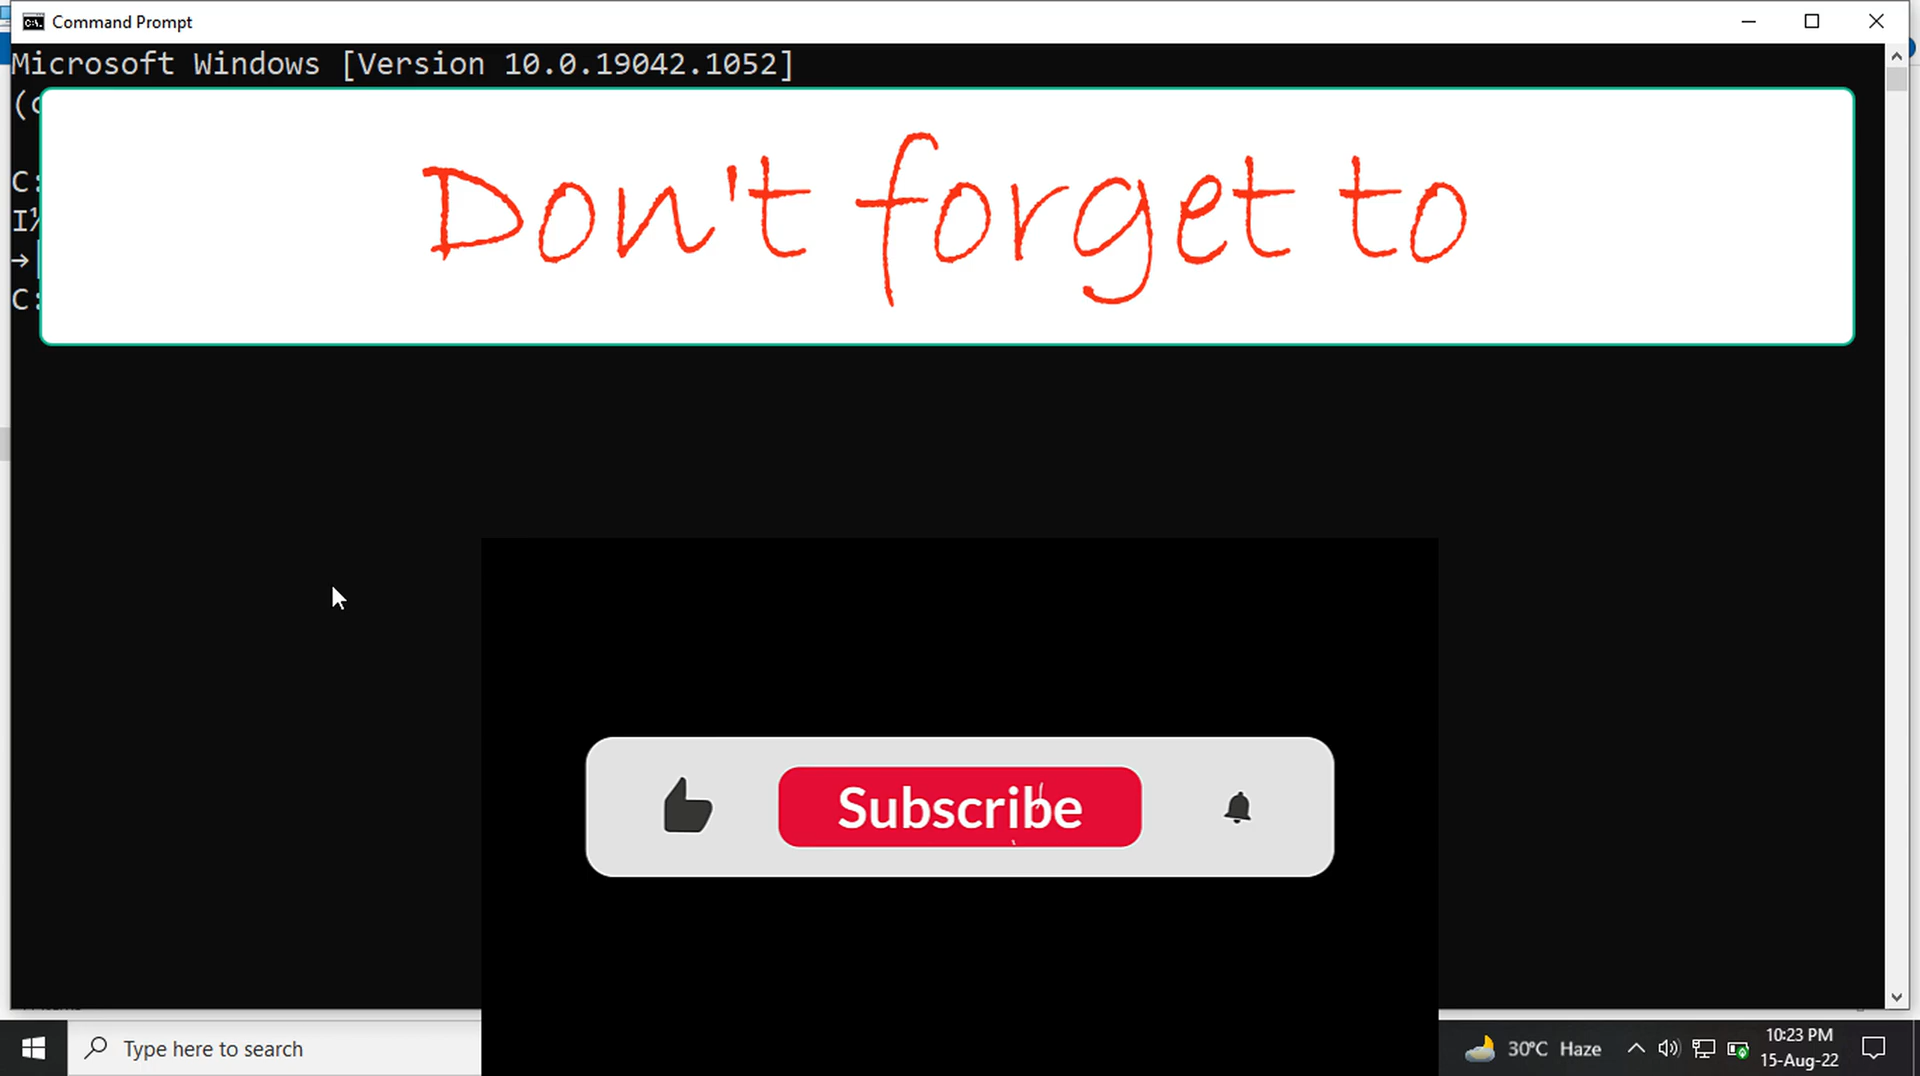 Command Prompt
Microsoft Windows [Version 10.0.19042.1052]
(c
Don't forget to
C:
→
C:
Subscribe
Type here to search
30°C Haze
10:23 PM
15-Aug-22